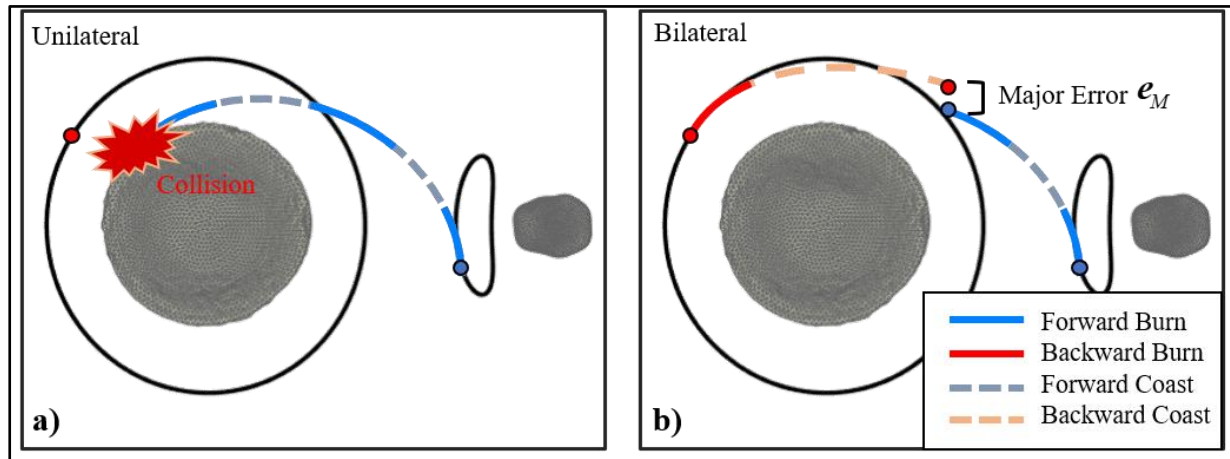 Unilateral
Collision
a)
Bilateral
Major Error e_M
b)
Forward Burn
Backward Burn
Forward Coast
Backward Coast